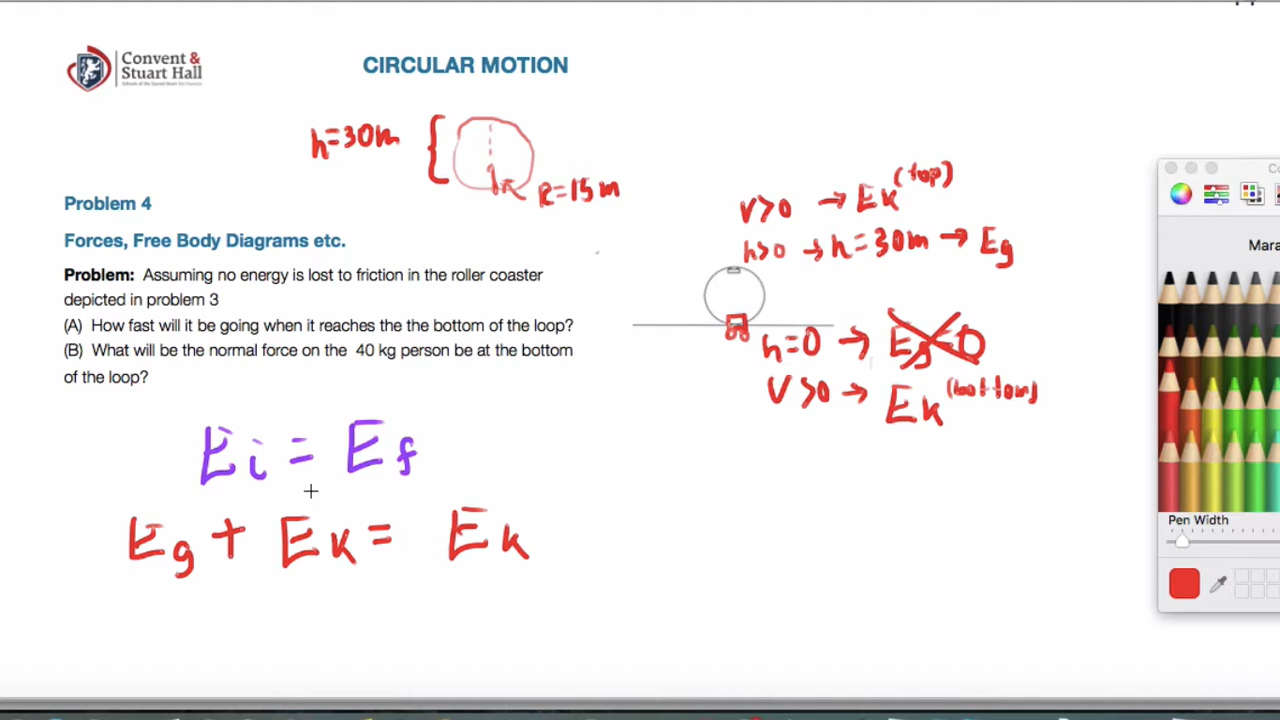 Convent &
Stuart Hall
CIRCULAR MOTION
h=30m
R=15m
Problem 4
Forces, Free Body Diagrams etc.
Problem: Assuming no energy is lost to friction in the roller coaster
depicted in problem 3
(A) How fast will it be going when it reaches the the bottom of the loop?
(B) What will be the normal force on the 40 kg person be at the bottom
of the loop?
V>0 → Ek (top)
h>0 → h=30m → Eg
h=0 → Eg=0
V>0 → Ek (bottom)
Ei = Ef
Eg + Ek = Ek
Mara
Pen Width